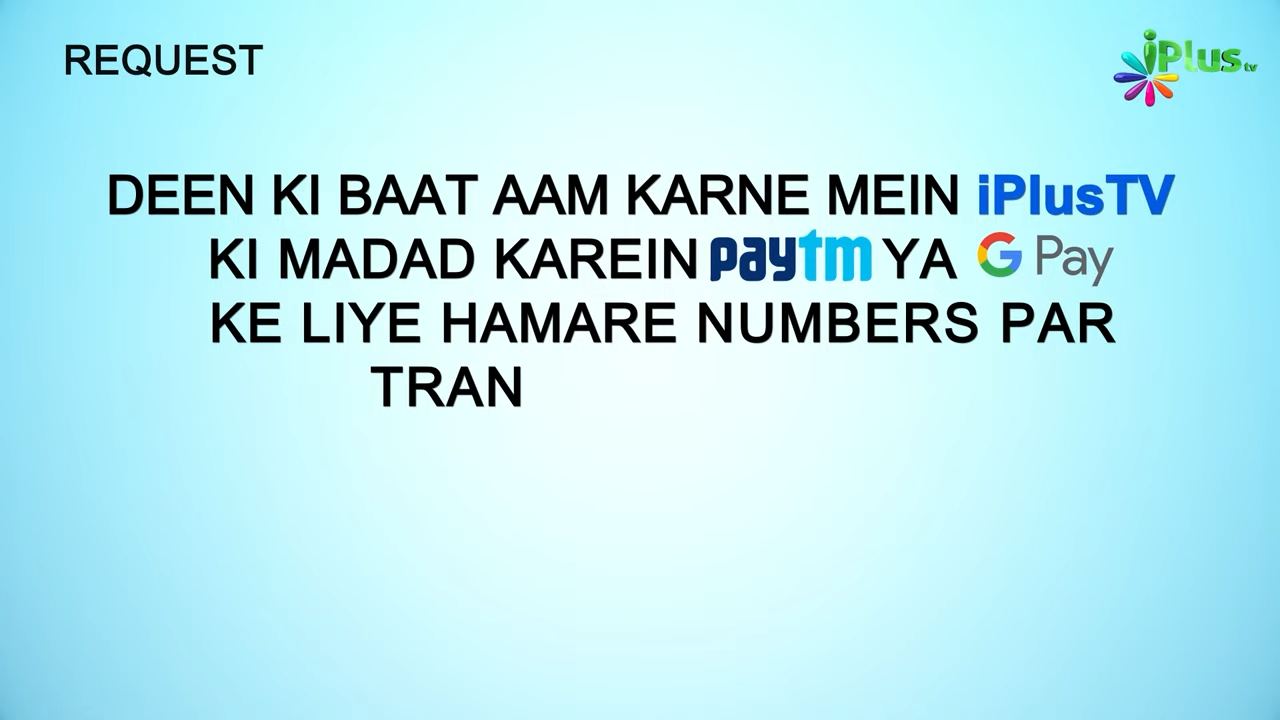 REQUEST
iPlus tv
DEEN KI BAAT AAM KARNE MEIN iPlusTV
KI MADAD KAREIN paytm YA G Pay
KE LIYE HAMARE NUMBERS PAR
TRAN